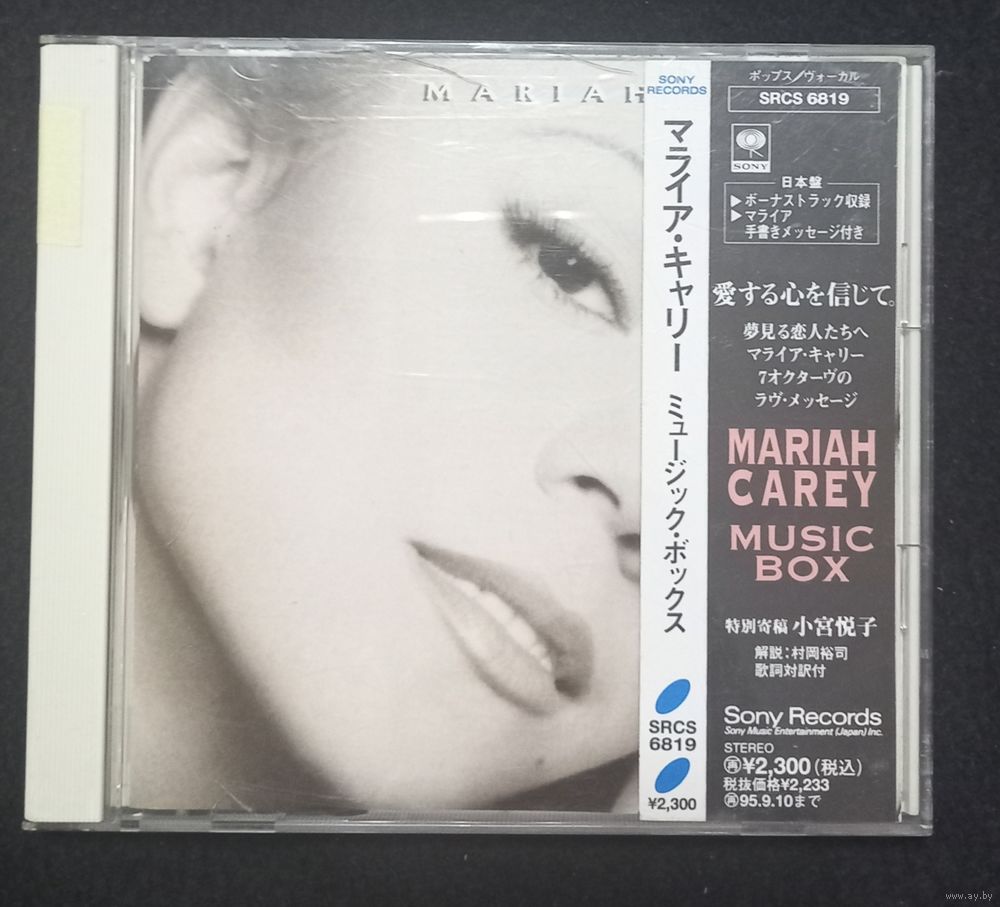 MARIAH
SONY
RECORDS
マライア・キャリー ミュージック・ボックス
SRCS
6819
¥2,300
ポップス/ヴォーカル
SRCS 6819
SONY
日本盤
▶ボーナストラック収録
▶マライア
手書きメッセージ付き
愛する心を信じて。
夢見る恋人たちへ
マライア・キャリー
7オクターヴの
ラヴ・メッセージ
MARIAH
CAREY
MUSIC
BOX
特別寄稿 小宮悦子
解説:村岡裕司
歌詞対訳付
Sony Records
Sony Music Entertainment (Japan) Inc.
STEREO
再¥2,300(税込)
税抜価格¥2,233
再95.9.10まで
www.ay.by